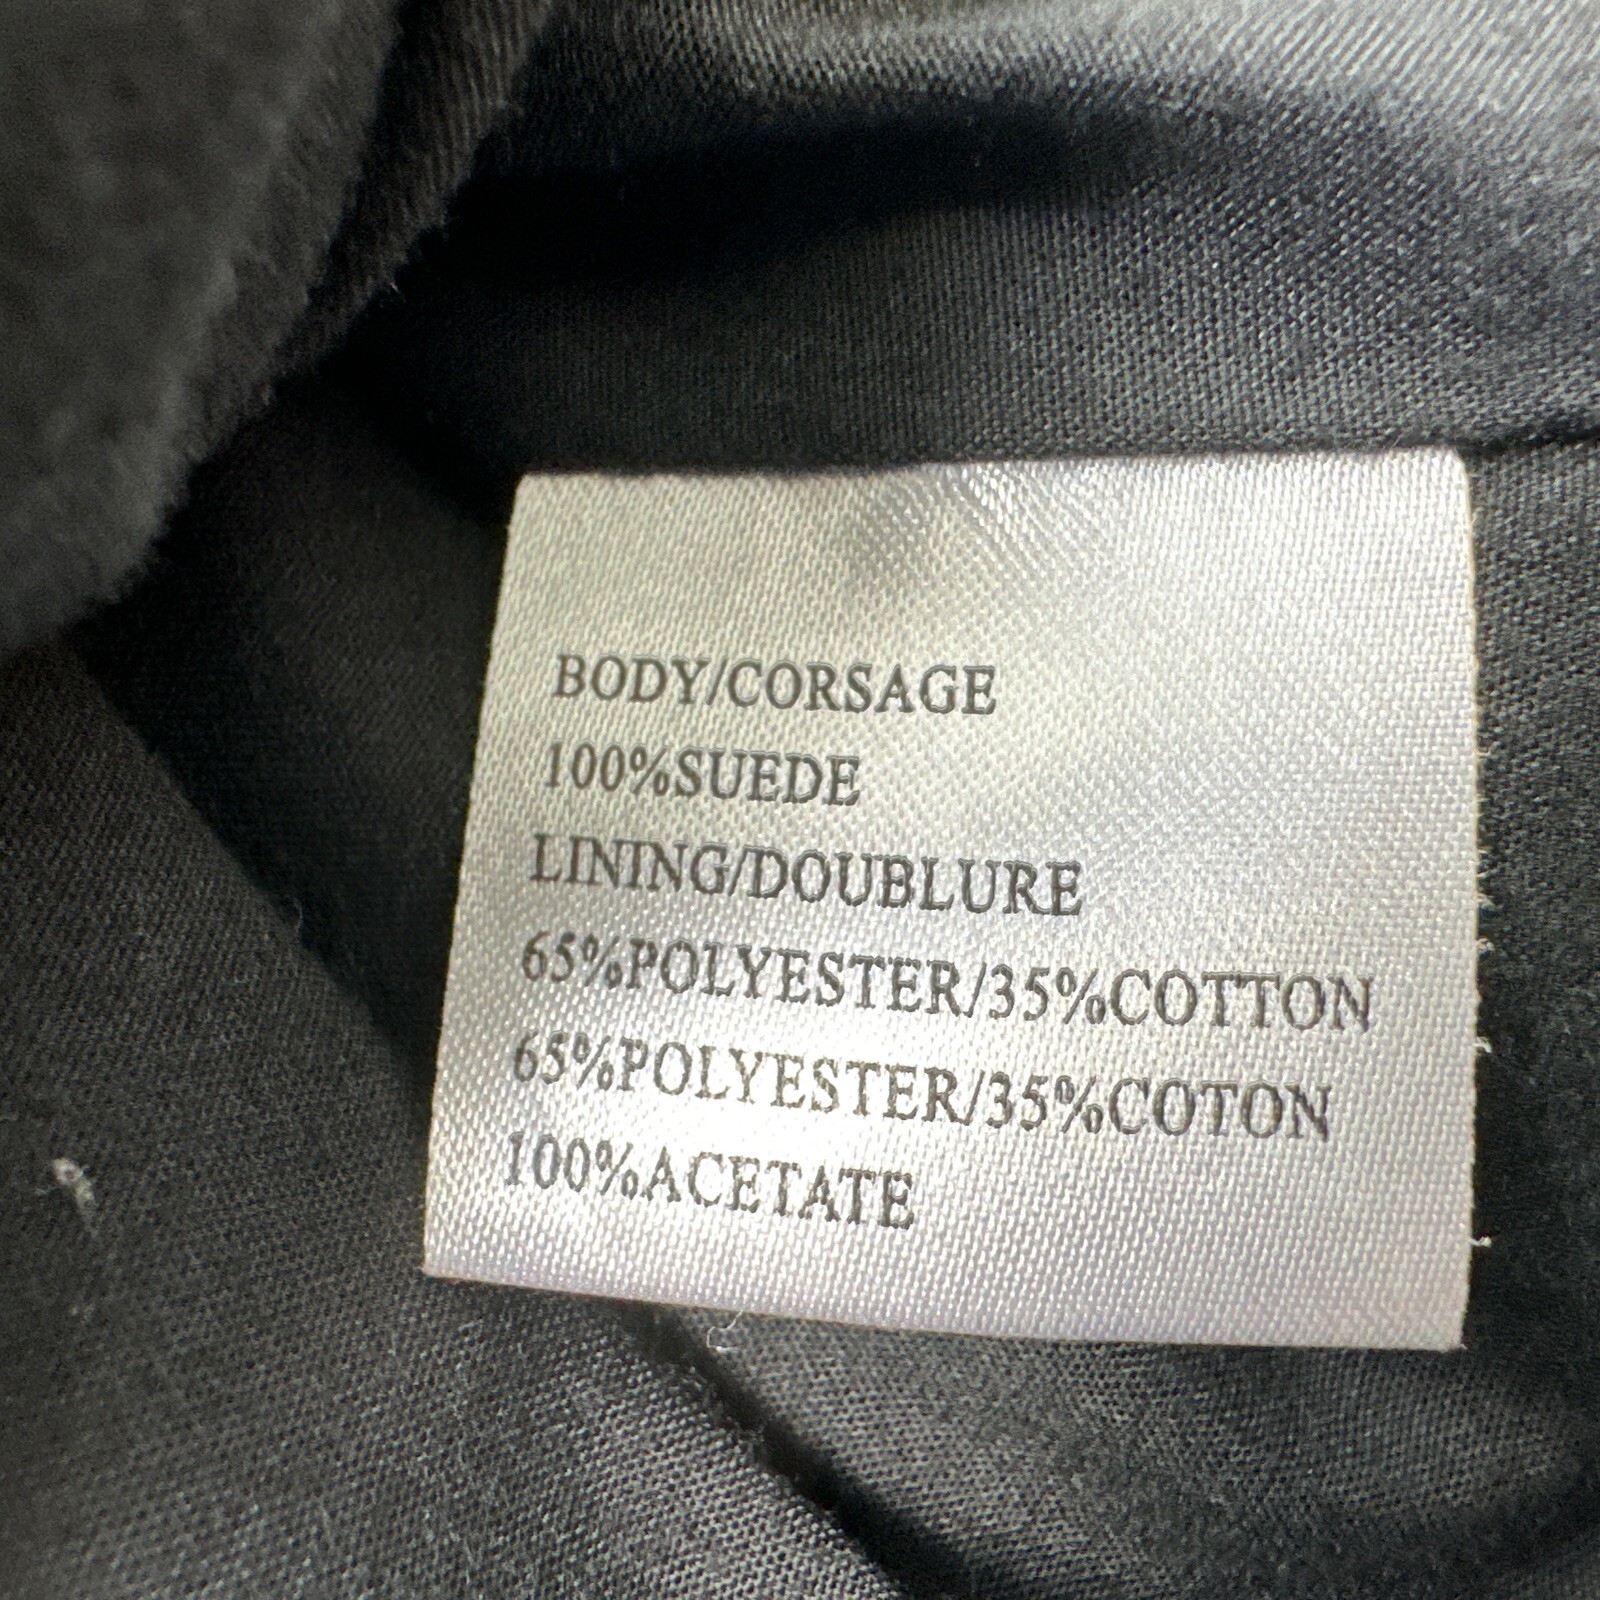 BODY/CORSAGE
100%SUEDE
LINING/DOUBLURE
65%POLYESTER/35%COTTON
65%POLYESTER/35%COTON
100%ACETATE